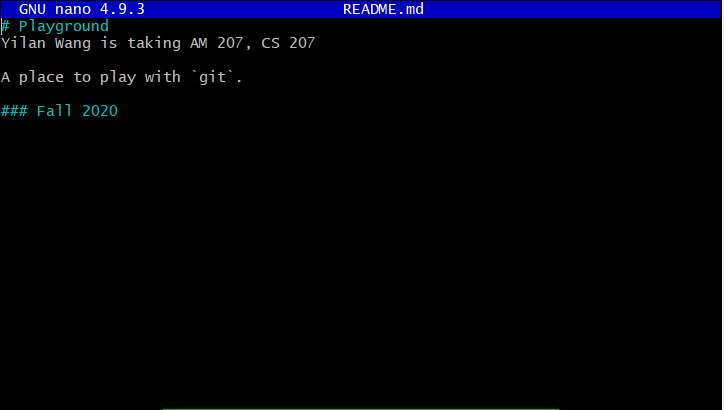 GNU nano 4.9.3 README.md
# Playground
Yilan Wang is taking AM 207, CS 207
A place to play with `git`.
### Fall 2020